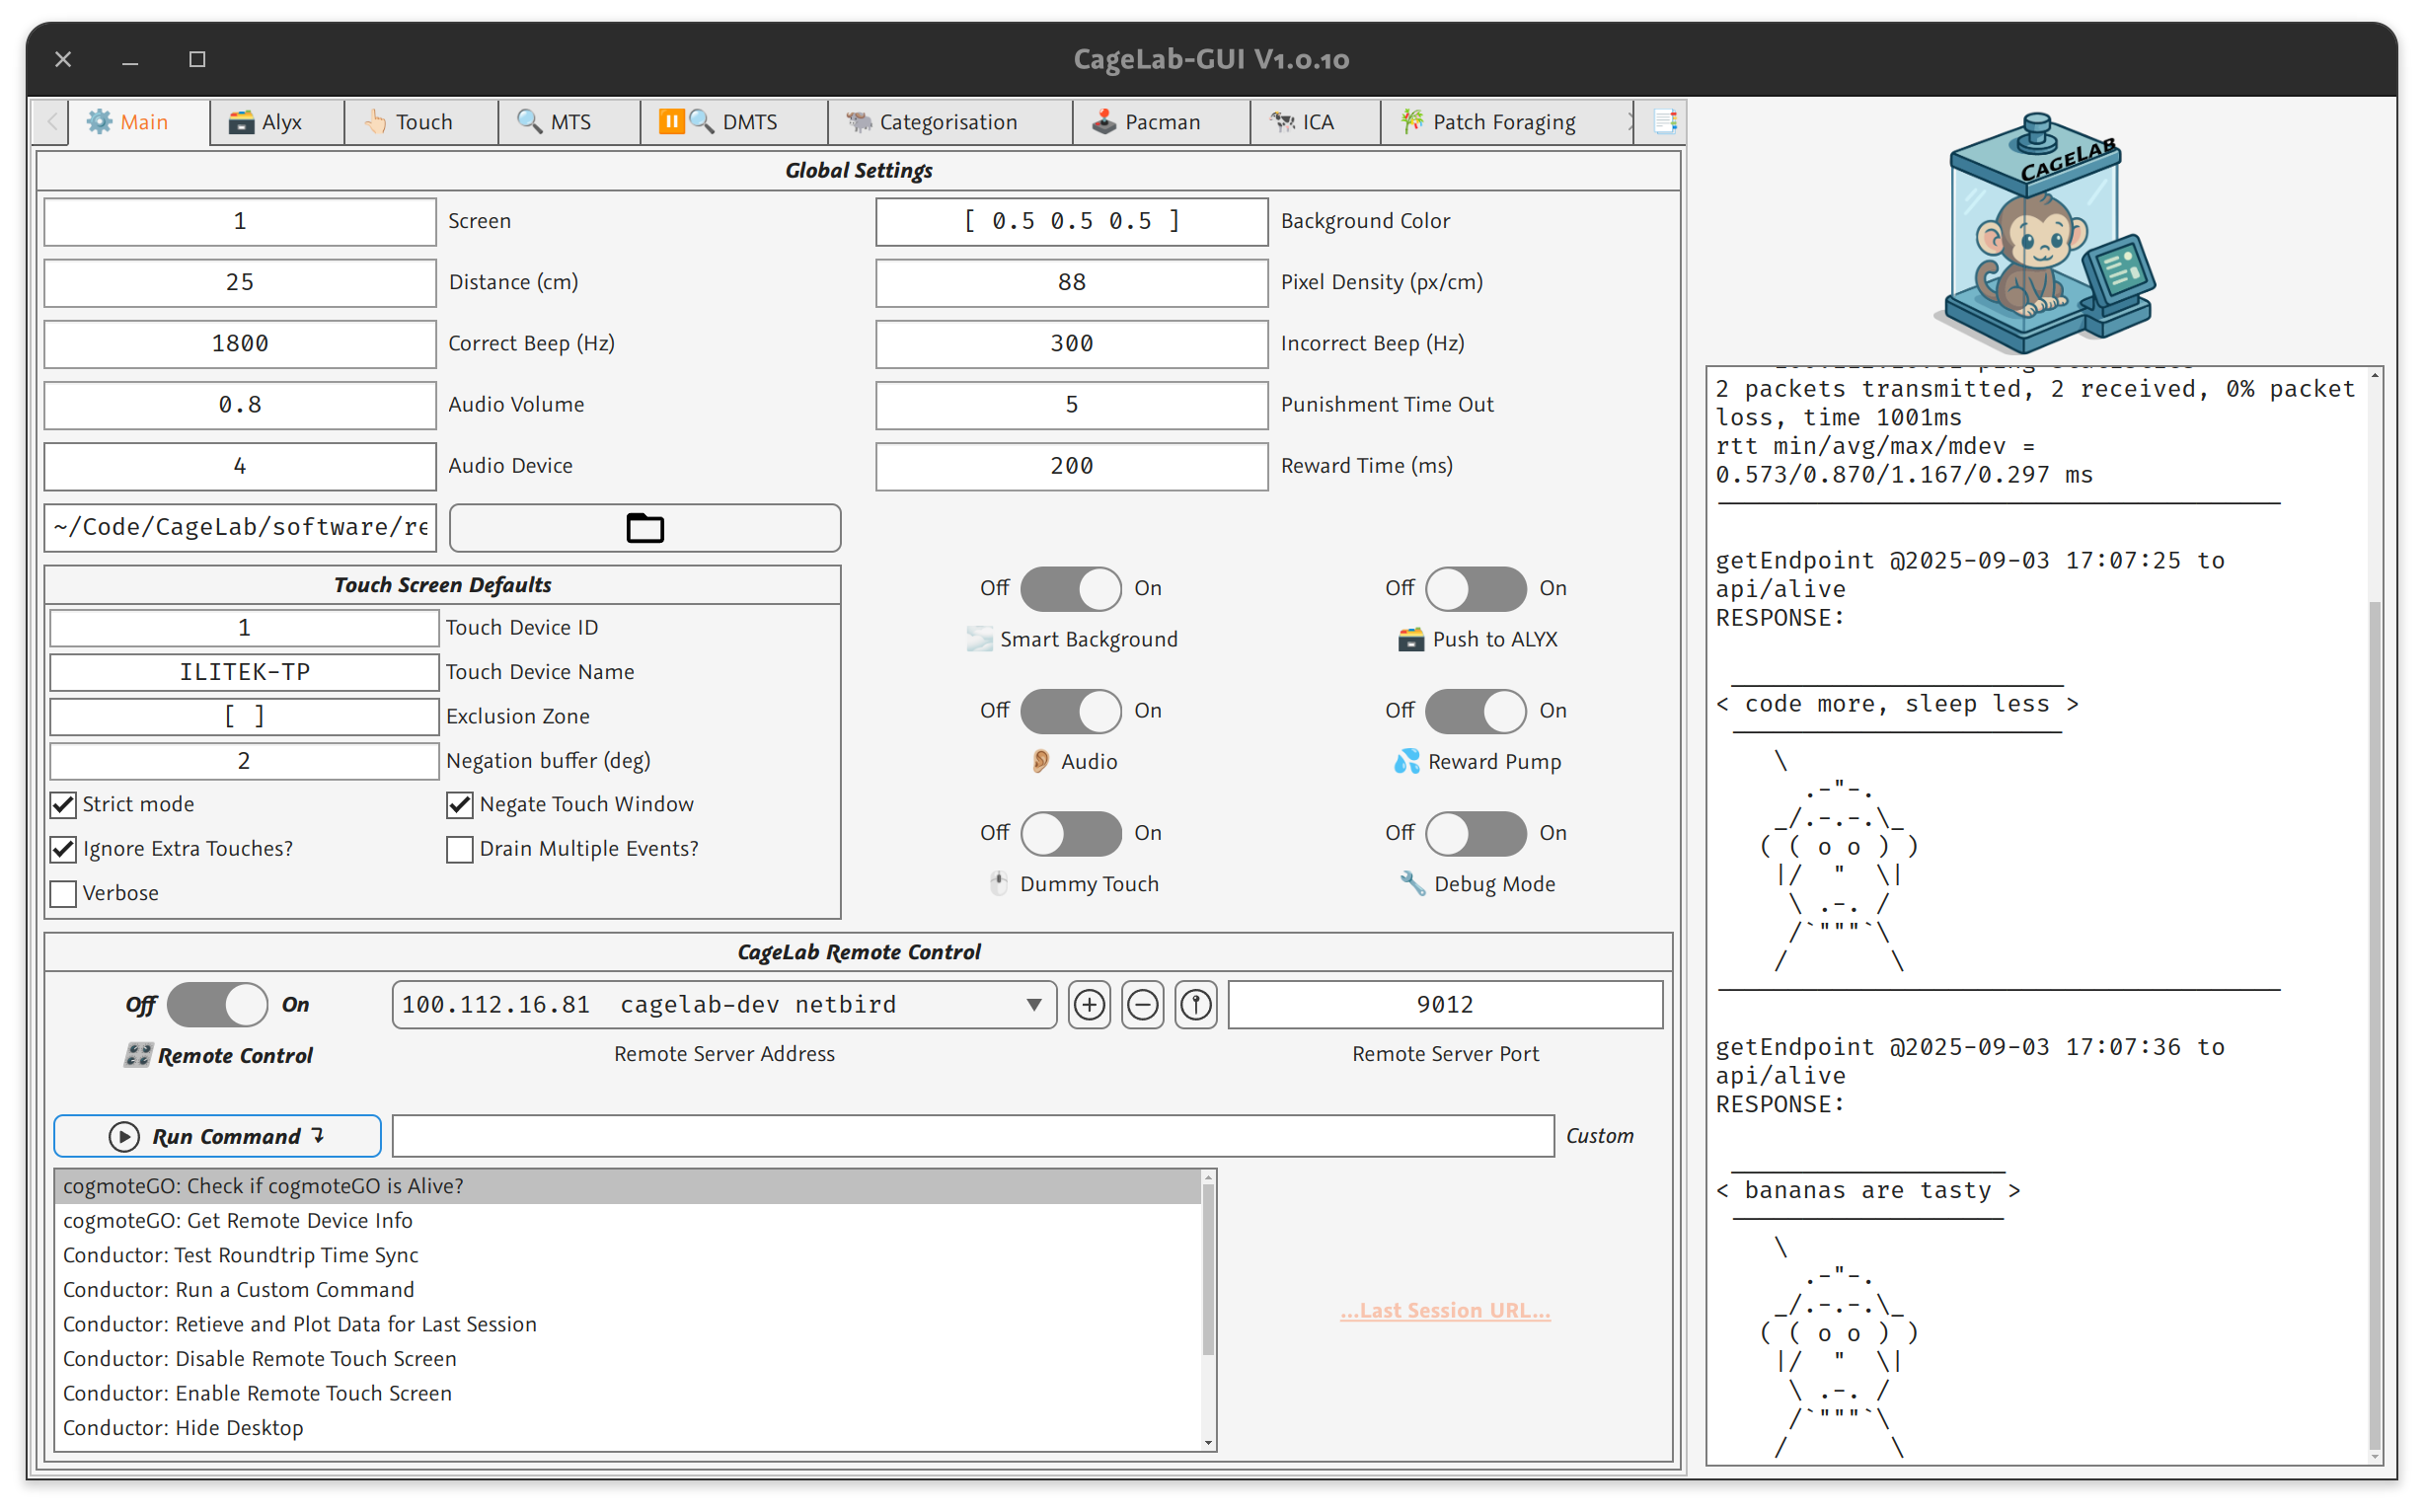 CageLab-GUI V1.0.10
Main
Alyx
Touch
MTS
DMTS
Categorisation
Pacman
ICA
Patch Foraging
CAGELAB
Global Settings
1 Screen
[ 0.5 0.5 0.5 ] Background Color
25 Distance (cm)
88 Pixel Density (px/cm)
1800 Correct Beep (Hz)
300 Incorrect Beep (Hz)
0.8 Audio Volume
5 Punishment Time Out
4 Audio Device
200 Reward Time (ms)
~/Code/CageLab/software/re
Touch Screen Defaults
1 Touch Device ID
ILITEK-TP Touch Device Name
[ ] Exclusion Zone
2 Negation buffer (deg)
Strict mode
Negate Touch Window
Ignore Extra Touches?
Drain Multiple Events?
Verbose
Off On
Smart Background
Off On
Push to ALYX
Off On
Audio
Off On
Reward Pump
Off On
Dummy Touch
Off On
Debug Mode
CageLab Remote Control
Off On
Remote Control
100.112.16.81 cagelab-dev netbird
Remote Server Address
9012
Remote Server Port
Run Command
Custom
cogmoteGO: Check if cogmoteGO is Alive?
cogmoteGO: Get Remote Device Info
Conductor: Test Roundtrip Time Sync
Conductor: Run a Custom Command
Conductor: Retieve and Plot Data for Last Session
Conductor: Disable Remote Touch Screen
Conductor: Enable Remote Touch Screen
Conductor: Hide Desktop
...Last Session URL...
2 packets transmitted, 2 received, 0% packet
loss, time 1001ms
rtt min/avg/max/mdev =
0.573/0.870/1.167/0.297 ms
getEndpoint @2025-09-03 17:07:25 to
api/alive
RESPONSE:
< code more, sleep less >
\
.-"-.
_/.-.-.\_
( ( o o ) )
|/ " \|
\ .-. /
/`"""`\
/ \
getEndpoint @2025-09-03 17:07:36 to
api/alive
RESPONSE:
< bananas are tasty >
\
.-"-.
_/.-.-.\_
( ( o o ) )
|/ " \|
\ .-. /
/`"""`\
/ \